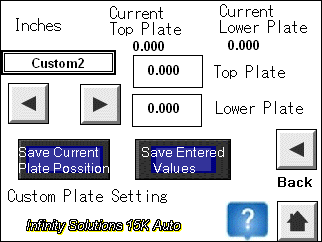 Inches
Current
Top Plate
0.000
Current
Lower Plate
0.000
Custom2
0.000
Top Plate
0.000
Lower Plate
Save Current
Plate Possition
Save Entered
Values
Back
Custom Plate Setting
Infinity Solutions 15K Auto
?